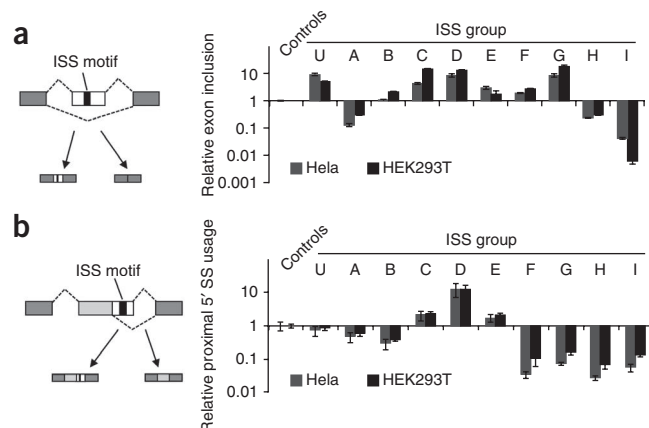 a
ISS motif
Relative exon inclusion
Controls
ISS group
U A B C D E F G H I
10
1
0.1
0.01
0.001
Hela
HEK293T
b
ISS motif
Relative proximal 5′ SS usage
Controls
ISS group
U A B C D E F G H I
10
1
0.1
0.01
Hela
HEK293T